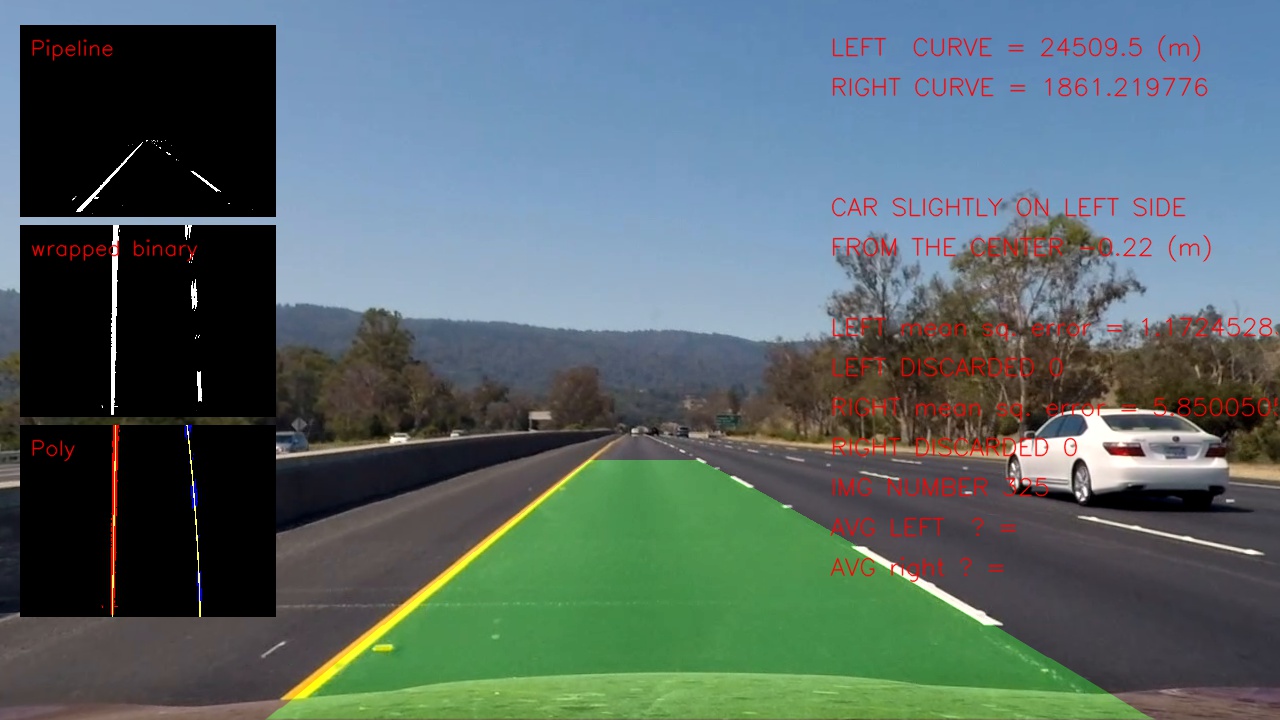 Pipeline
wrapped binary
Poly
LEFT CURVE = 24509.5 (m)
RIGHT CURVE = 1861.219776
CAR SLIGHTLY ON LEFT SIDE
FROM THE CENTER -0.22 (m)
LEFT mean sq. error = 1.1724528
LEFT DISCARDED 0
RIGHT mean sq. error = 5.850050
RIGHT DISCARDED 0
IMG NUMBER 325
AVG LEFT ? =
AVG right ? =